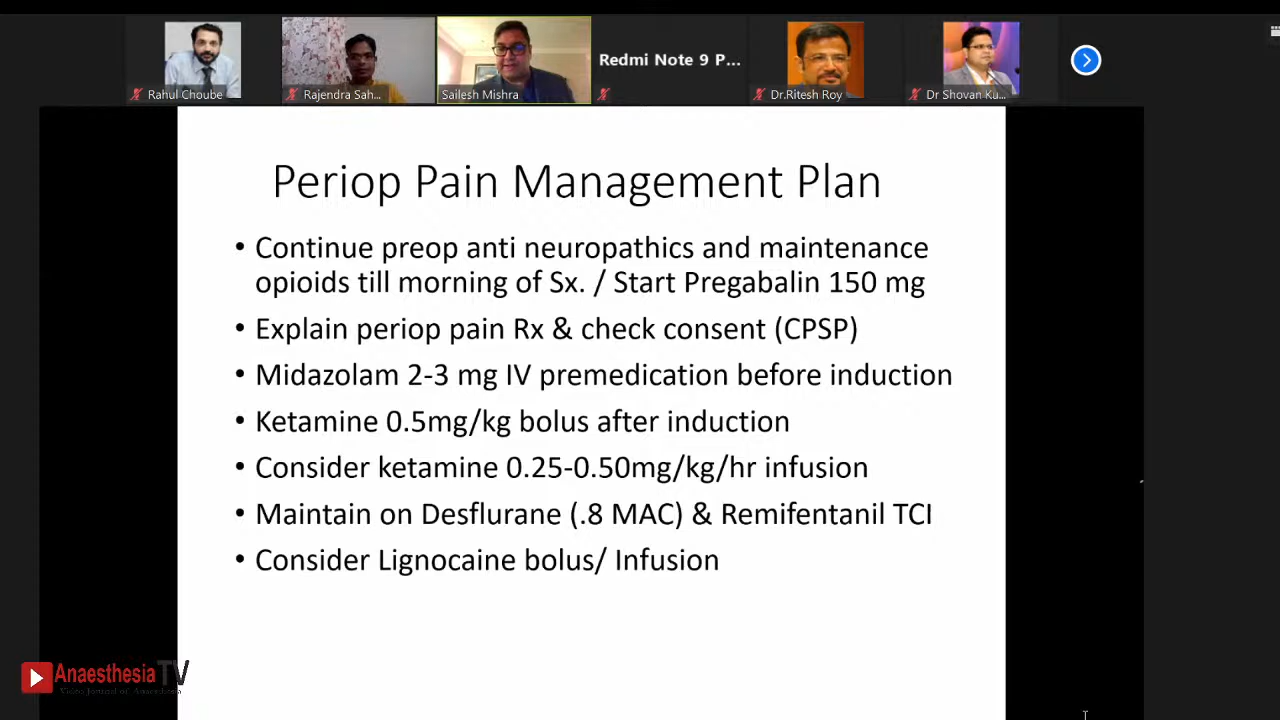 Rahul Choube
Rajendra Sah...
Sailesh Mishra
Redmi Note 9 P...
Dr.Ritesh Roy
Dr Shovan Ku...
Periop Pain Management Plan
• Continue preop anti neuropathics and maintenance
opioids till morning of Sx. / Start Pregabalin 150 mg
• Explain periop pain Rx & check consent (CPSP)
• Midazolam 2-3 mg IV premedication before induction
• Ketamine 0.5mg/kg bolus after induction
• Consider ketamine 0.25-0.50mg/kg/hr infusion
• Maintain on Desflurane (.8 MAC) & Remifentanil TCI
• Consider Lignocaine bolus/ Infusion
Anaesthesia TV
Video Journal of Anaesthesia